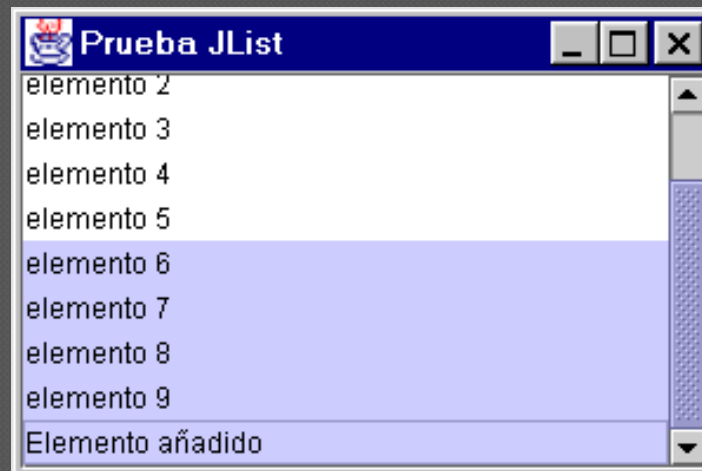 Prueba JList
elemento 2
elemento 3
elemento 4
elemento 5
elemento 6
elemento 7
elemento 8
elemento 9
Elemento añadido